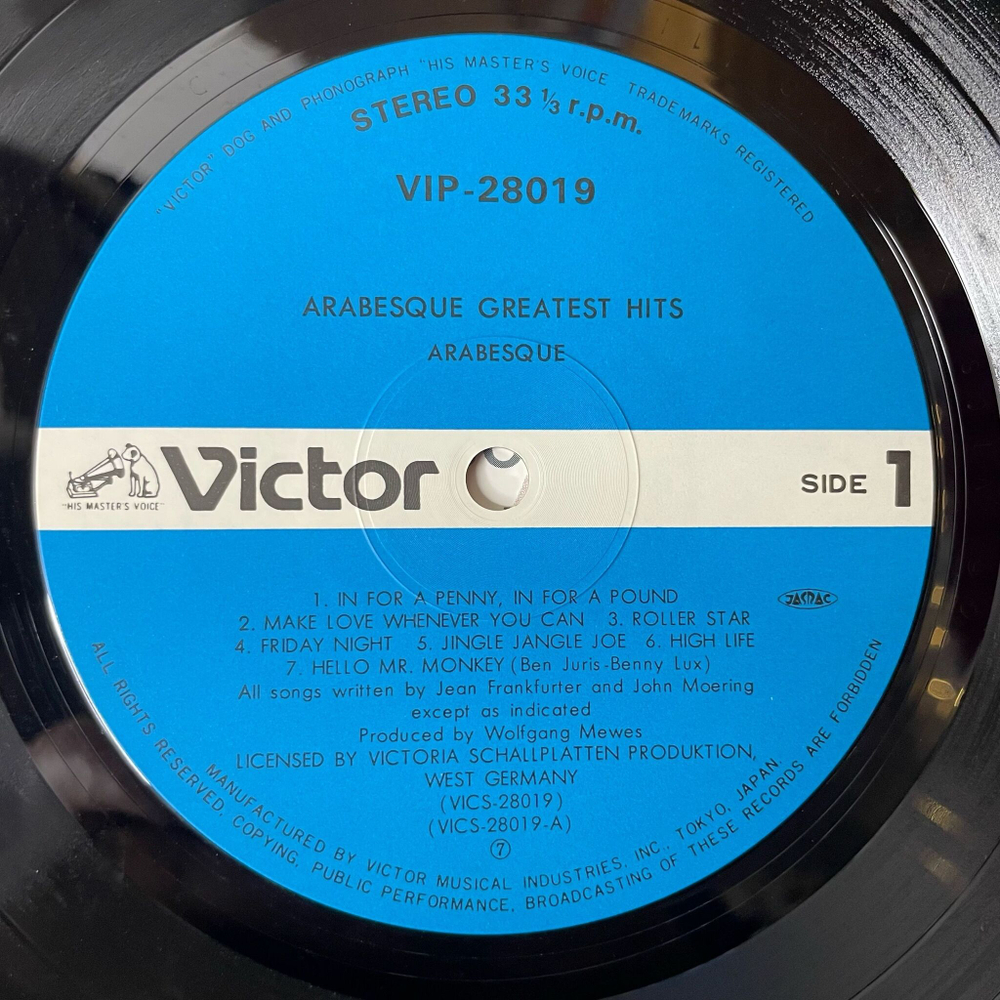 "VICTOR" DOG AND PHONOGRAPH "HIS MASTER'S VOICE TRADEMARKS REGISTERED
STEREO 33 1/3 r.p.m.
VIP-28019
ARABESQUE GREATEST HITS
ARABESQUE
"HIS MASTER'S VOICE"
Victor
SIDE 1
1. IN FOR A PENNY, IN FOR A POUND
JASRAC
2. MAKE LOVE WHENEVER YOU CAN 3. ROLLER STAR
4. FRIDAY NIGHT 5. JINGLE JANGLE JOE 6. HIGH LIFE
7. HELLO MR. MONKEY (Ben Juris-Benny Lux)
All songs written by Jean Frankfurter and John Moering
except as indicated
Produced by Wolfgang Mewes
LICENSED BY VICTORIA SCHALLPLATTEN PRODUKTION,
WEST GERMANY
(VICS-28019)
(VICS-28019-A)
⑦
MANUFACTURED BY VICTOR MUSICAL INDUSTRIES, INC., TOKYO, JAPAN.
ALL RIGHTS RESERVED. COPYING, PUBLIC PERFORMANCE, BROADCASTING OF THESE RECORDS ARE FORBIDDEN